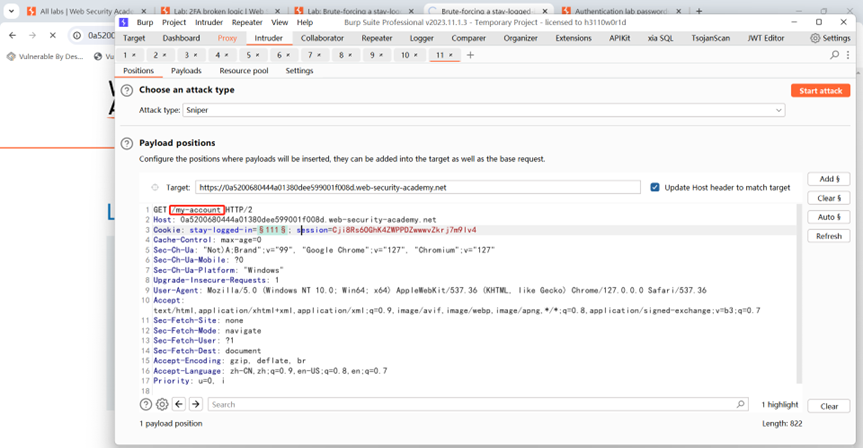 All labs | Web Security Acad
Lab: 2FA broken logic | Web
Lab: Brute-forcing a stay-logged
Brute-forcing a stay-logged-
Authentication lab password
0a5200
Vulnerable By Des...
Burp Project Intruder Repeater View Help
Burp Suite Professional v2023.11.1.3 - Temporary Project - licensed to h3110w0r1d
Target Dashboard Proxy Intruder Collaborator Repeater Logger Comparer Organizer Extensions APIKit xia SQL TsojanScan JWT Editor Settings
1 × 2 × 3 × 4 × 5 × 6 × 7 × 8 × 9 × 10 × 11 × +
Positions Payloads Resource pool Settings
? Choose an attack type
Start attack
Attack type: Sniper
? Payload positions
Configure the positions where payloads will be inserted, they can be added into the target as well as the base request.
Target: https://0a5200680444a01380dee599001f008d.web-security-academy.net
Update Host header to match target
Add §
Clear §
Auto §
Refresh
1 GET /my-account HTTP/2
2 Host: 0a5200680444a01380dee599001f008d.web-security-academy.net
3 Cookie: stay-logged-in=§111§; session=Cji8Rs6OGhK4ZWPPDZwwwvZkrj7m9Iv4
4 Cache-Control: max-age=0
5 Sec-Ch-Ua: "Not)A;Brand";v="99", "Google Chrome";v="127", "Chromium";v="127"
6 Sec-Ch-Ua-Mobile: ?0
7 Sec-Ch-Ua-Platform: "Windows"
8 Upgrade-Insecure-Requests: 1
9 User-Agent: Mozilla/5.0 (Windows NT 10.0; Win64; x64) AppleWebKit/537.36 (KHTML, like Gecko) Chrome/127.0.0.0 Safari/537.36
10 Accept:
text/html,application/xhtml+xml,application/xml;q=0.9,image/avif,image/webp,image/apng,*/*;q=0.8,application/signed-exchange;v=b3;q=0.7
11 Sec-Fetch-Site: none
12 Sec-Fetch-Mode: navigate
13 Sec-Fetch-User: ?1
14 Sec-Fetch-Dest: document
15 Accept-Encoding: gzip, deflate, br
16 Accept-Language: zh-CN,zh;q=0.9,en-US;q=0.8,en;q=0.7
17 Priority: u=0, i
18
Search
1 highlight
Clear
1 payload position
Length: 822